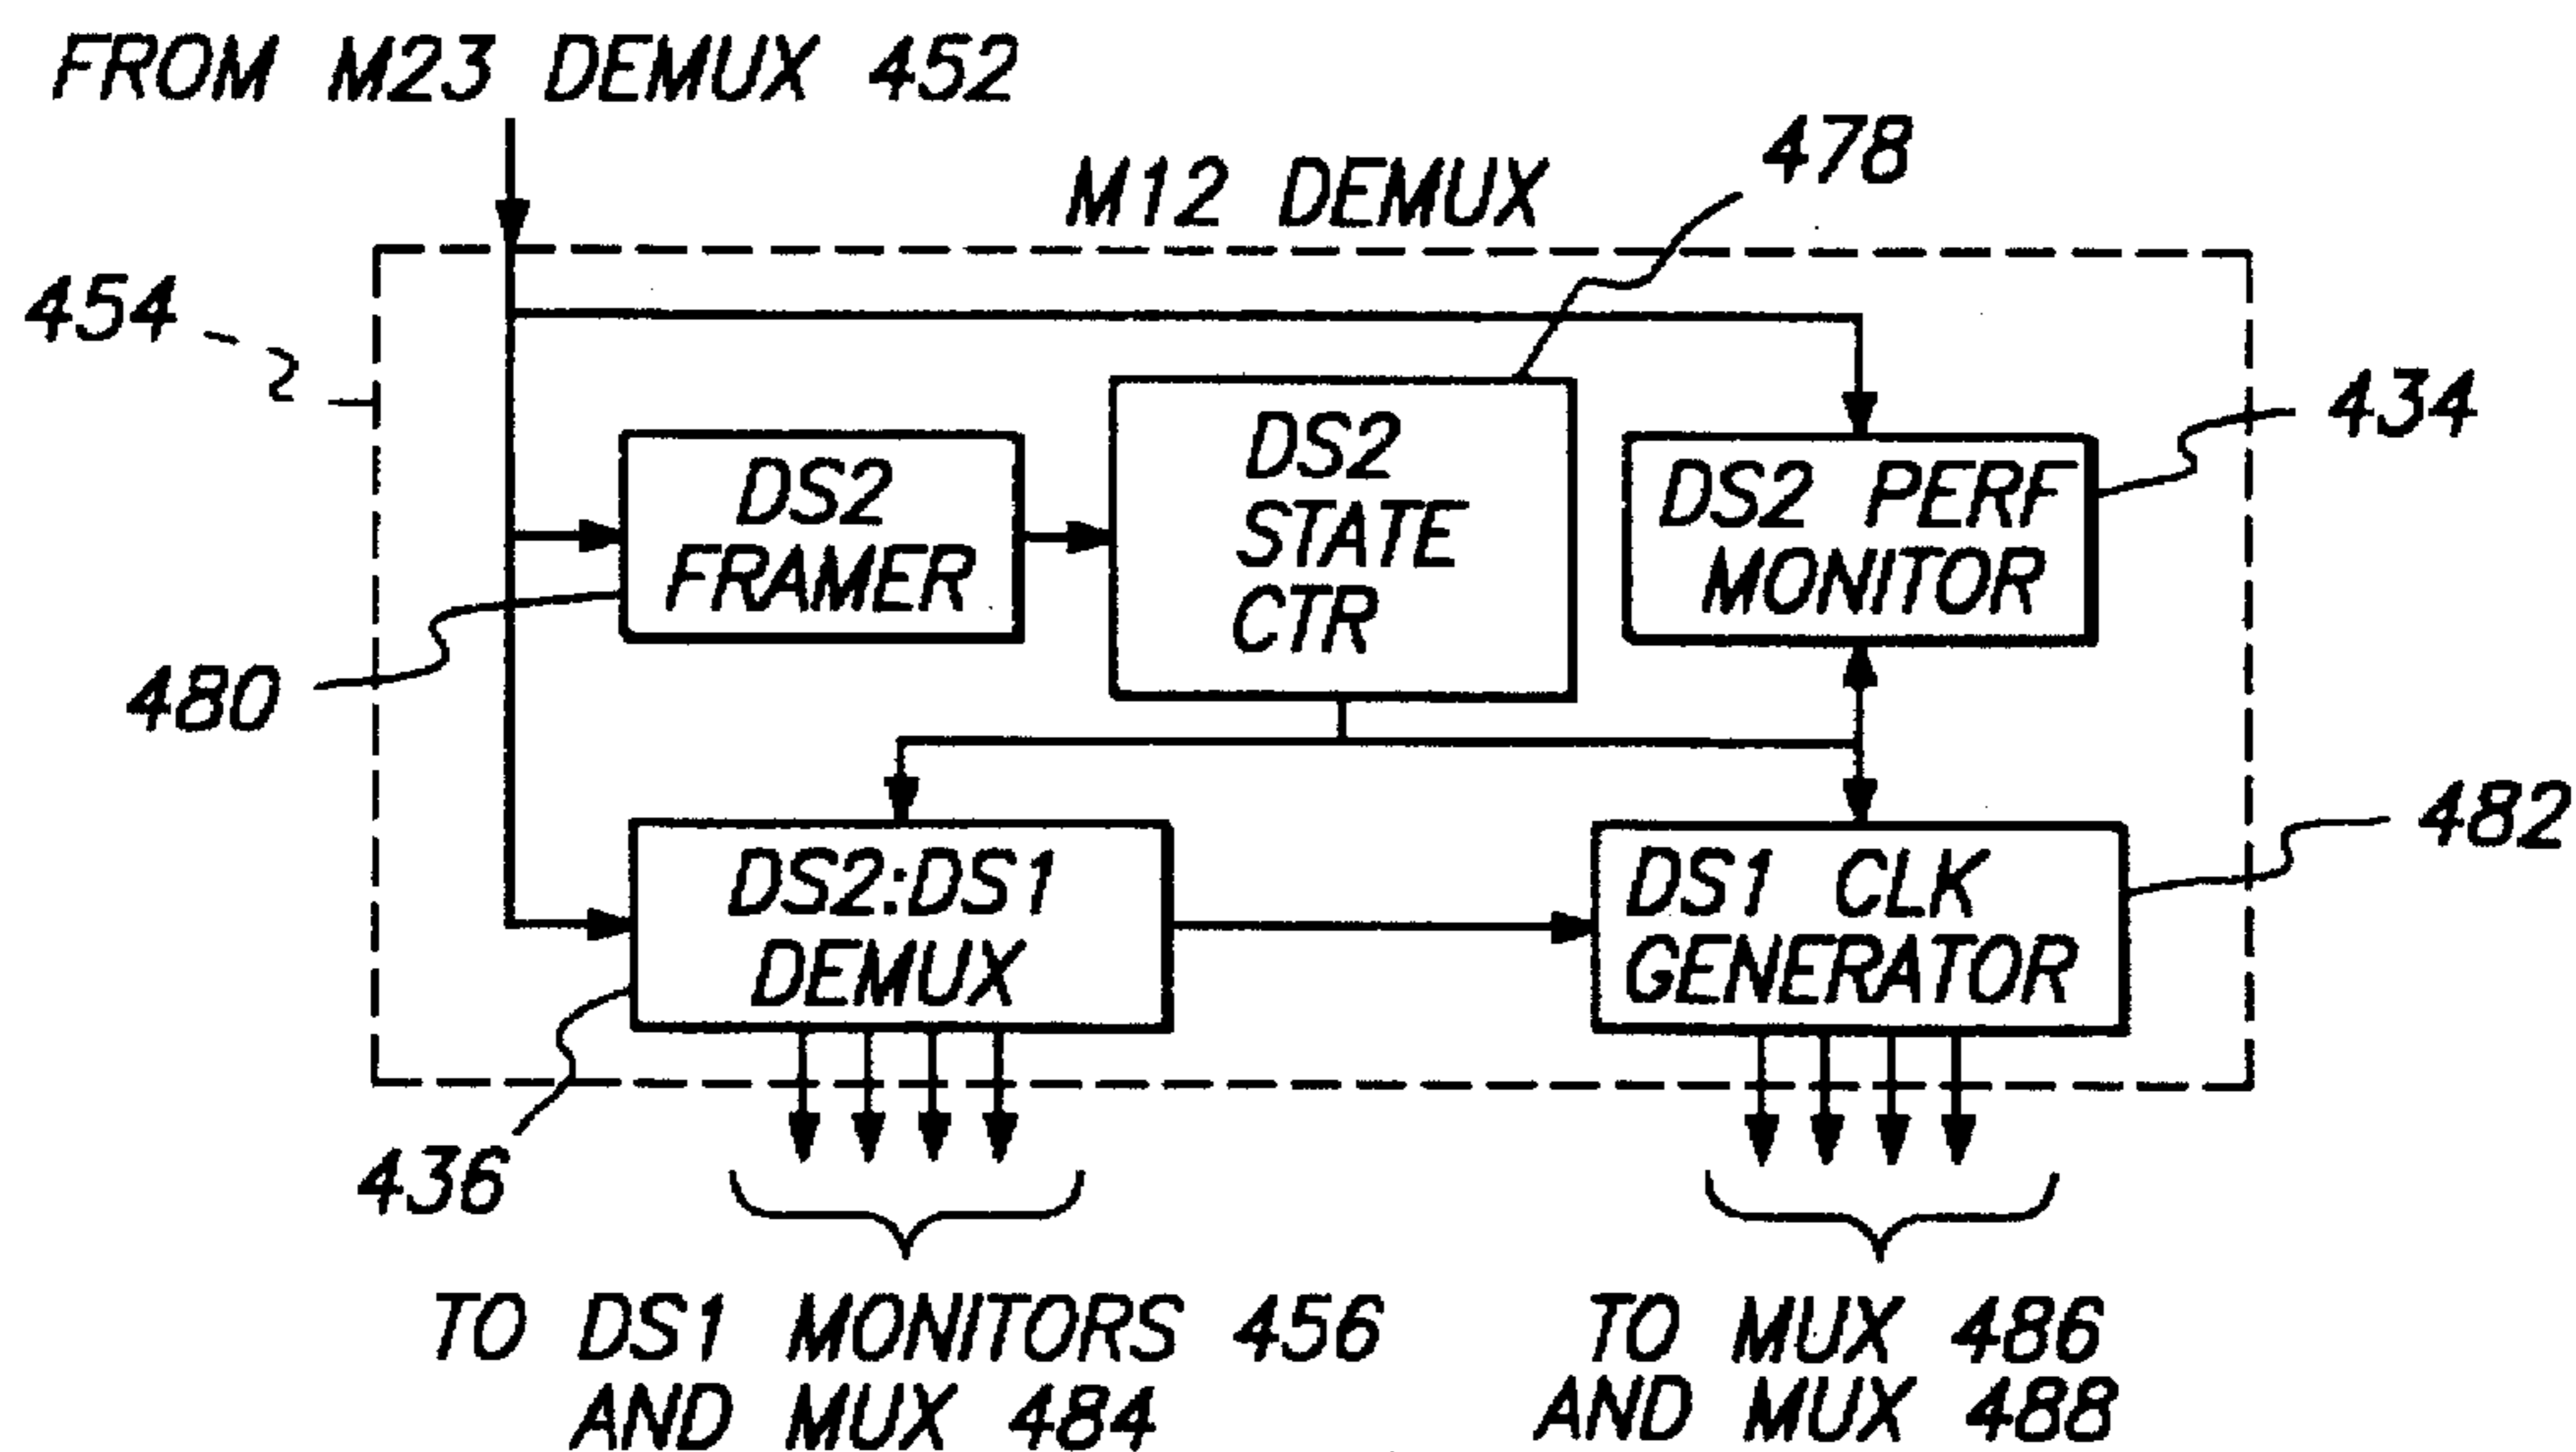 FROM M23 DEMUX 452
M12 DEMUX
478
454
434
DS2
FRAMER
DS2
STATE
CTR
DS2 PERF
MONITOR
480
482
DS2:DS1
DEMUX
DS1 CLK
GENERATOR
436
TO DS1 MONITORS 456
AND MUX 484
TO MUX 486
AND MUX 488